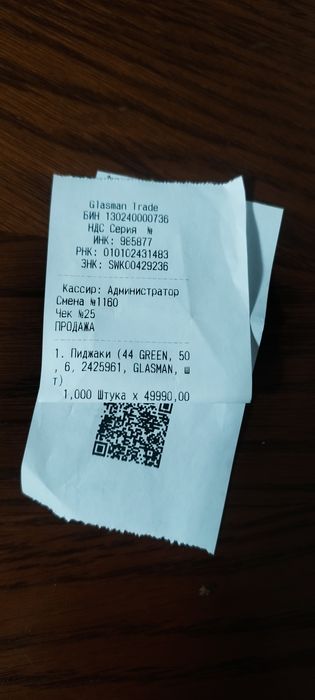 Glasman Trade
БИН 130240000736
НДС Серия №
ИНК: 985877
РНК: 010102431483
ЗНК: SWK00429236
Кассир: Администратор
Смена №1160
Чек №25
ПРОДАЖА
1. Пиджаки (44 GREEN, 50
, 6, 2425961, GLASMAN, ш
т)
1,000 Штука x 49990,00